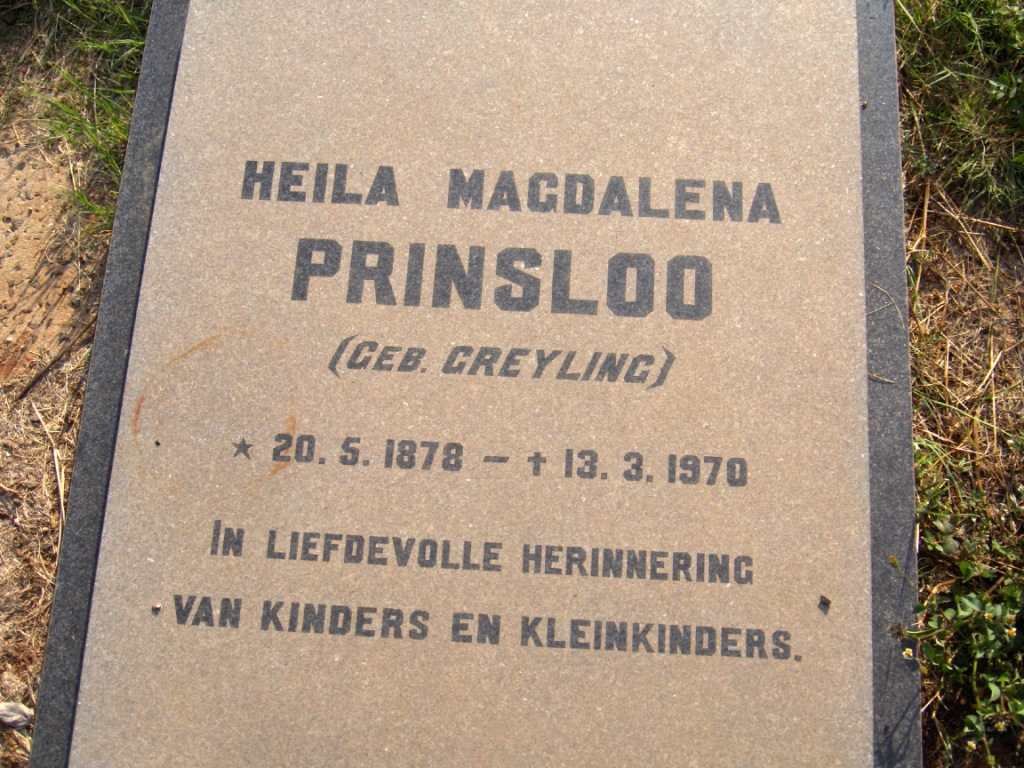 HEILA MAGDALENA
PRINSLOO
(GEB. GREYLING)
★ 20. 5. 1878 – † 13. 3. 1970
IN LIEFDEVOLLE HERINNERING
VAN KINDERS EN KLEINKINDERS.